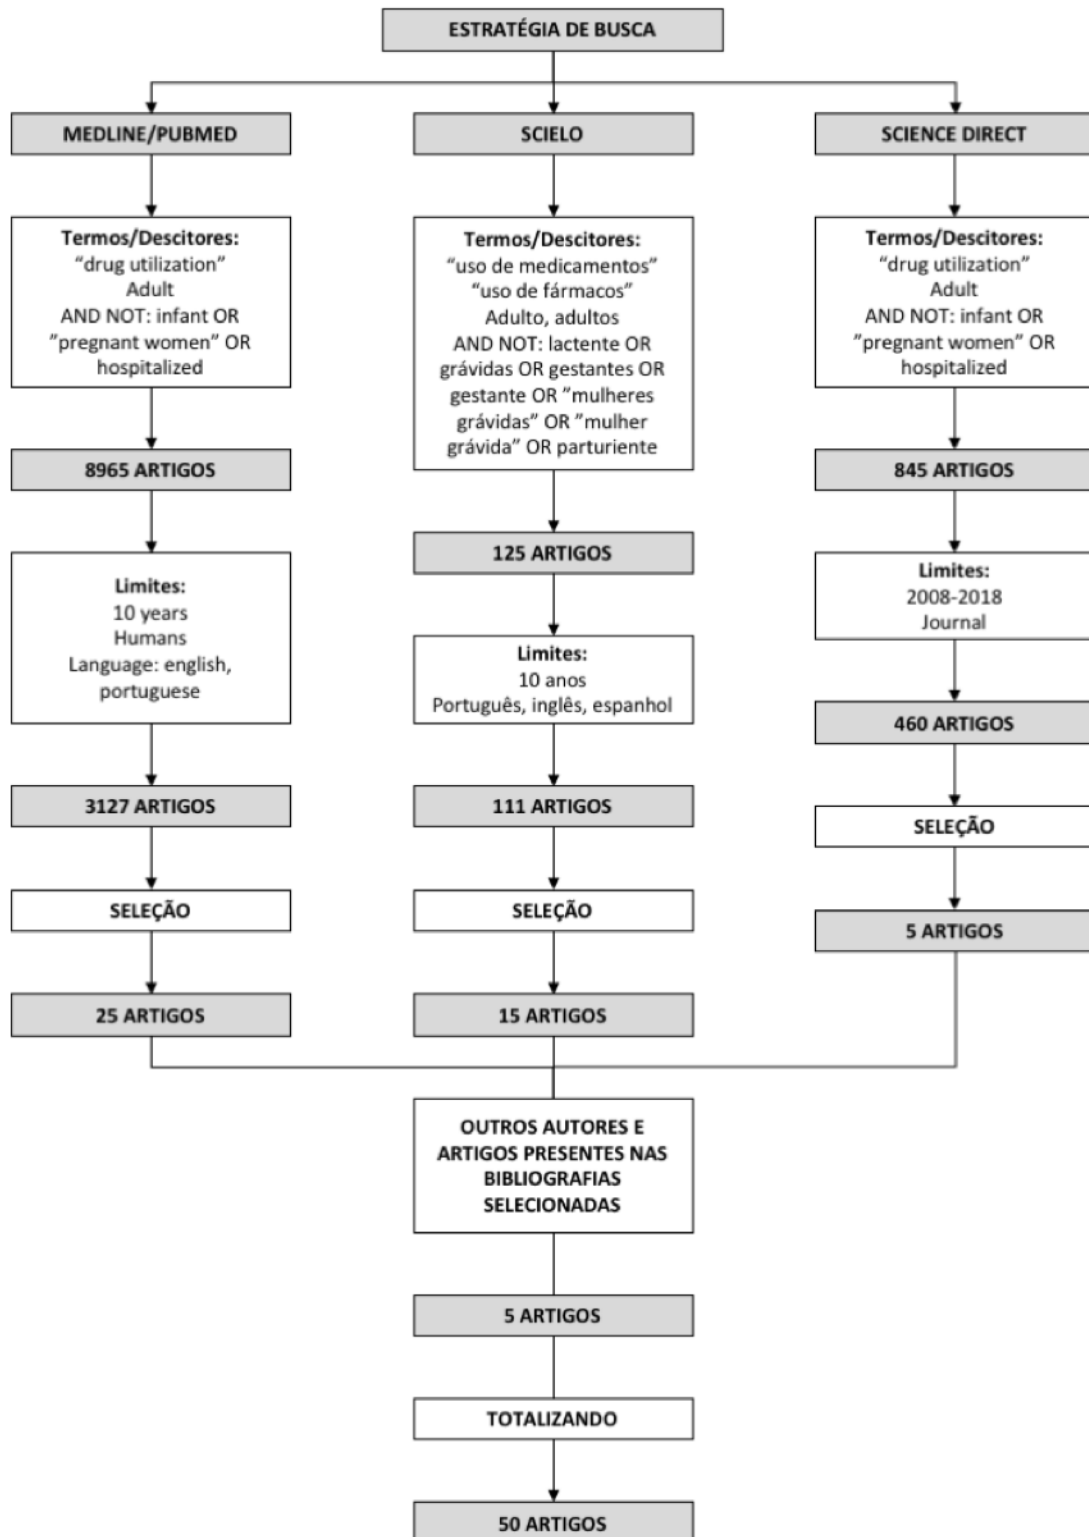 ESTRATÉGIA DE BUSCA
MEDLINE/PUBMED
Termos/Descitores:
“drug utilization”
Adult
AND NOT: infant OR
”pregnant women” OR
hospitalized
8965 ARTIGOS
Limites:
10 years
Humans
Language: english,
portuguese
3127 ARTIGOS
SELEÇÃO
25 ARTIGOS
SCIELO
Termos/Descitores:
“uso de medicamentos”
“uso de fármacos”
Adulto, adultos
AND NOT: lactente OR
grávidas OR gestantes OR
gestante OR ”mulheres
grávidas” OR ”mulher
grávida” OR parturiente
125 ARTIGOS
Limites:
10 anos
Português, inglês, espanhol
111 ARTIGOS
SELEÇÃO
15 ARTIGOS
SCIENCE DIRECT
Termos/Descitores:
“drug utilization”
Adult
AND NOT: infant OR
”pregnant women” OR
hospitalized
845 ARTIGOS
Limites:
2008-2018
Journal
460 ARTIGOS
SELEÇÃO
5 ARTIGOS
OUTROS AUTORES E
ARTIGOS PRESENTES NAS
BIBLIOGRAFIAS
SELECIONADAS
5 ARTIGOS
TOTALIZANDO
50 ARTIGOS